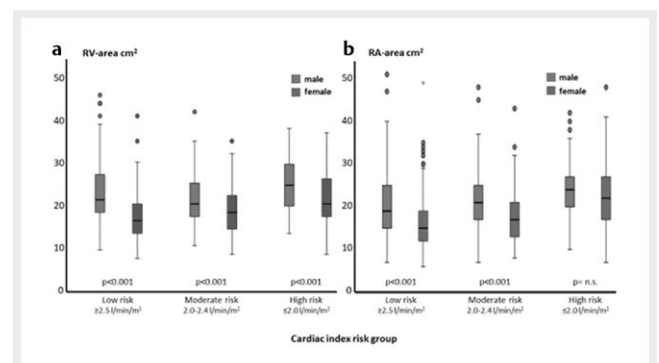 a RV-area cm²
50
40
30
20
10
0
male
female
p<0.001
p<0.001
p<0.001
Low risk
≥2.5 l/min/m²
Moderate risk
2.0-2.4 l/min/m²
High risk
≤2.0 l/min/m²
b RA-area cm²
50
40
30
20
10
0
male
female
p<0.001
p<0.001
p= n.s.
Low risk
≥2.5 l/min/m²
Moderate risk
2.0-2.4 l/min/m²
High risk
≤2.0 l/min/m²
Cardiac index risk group